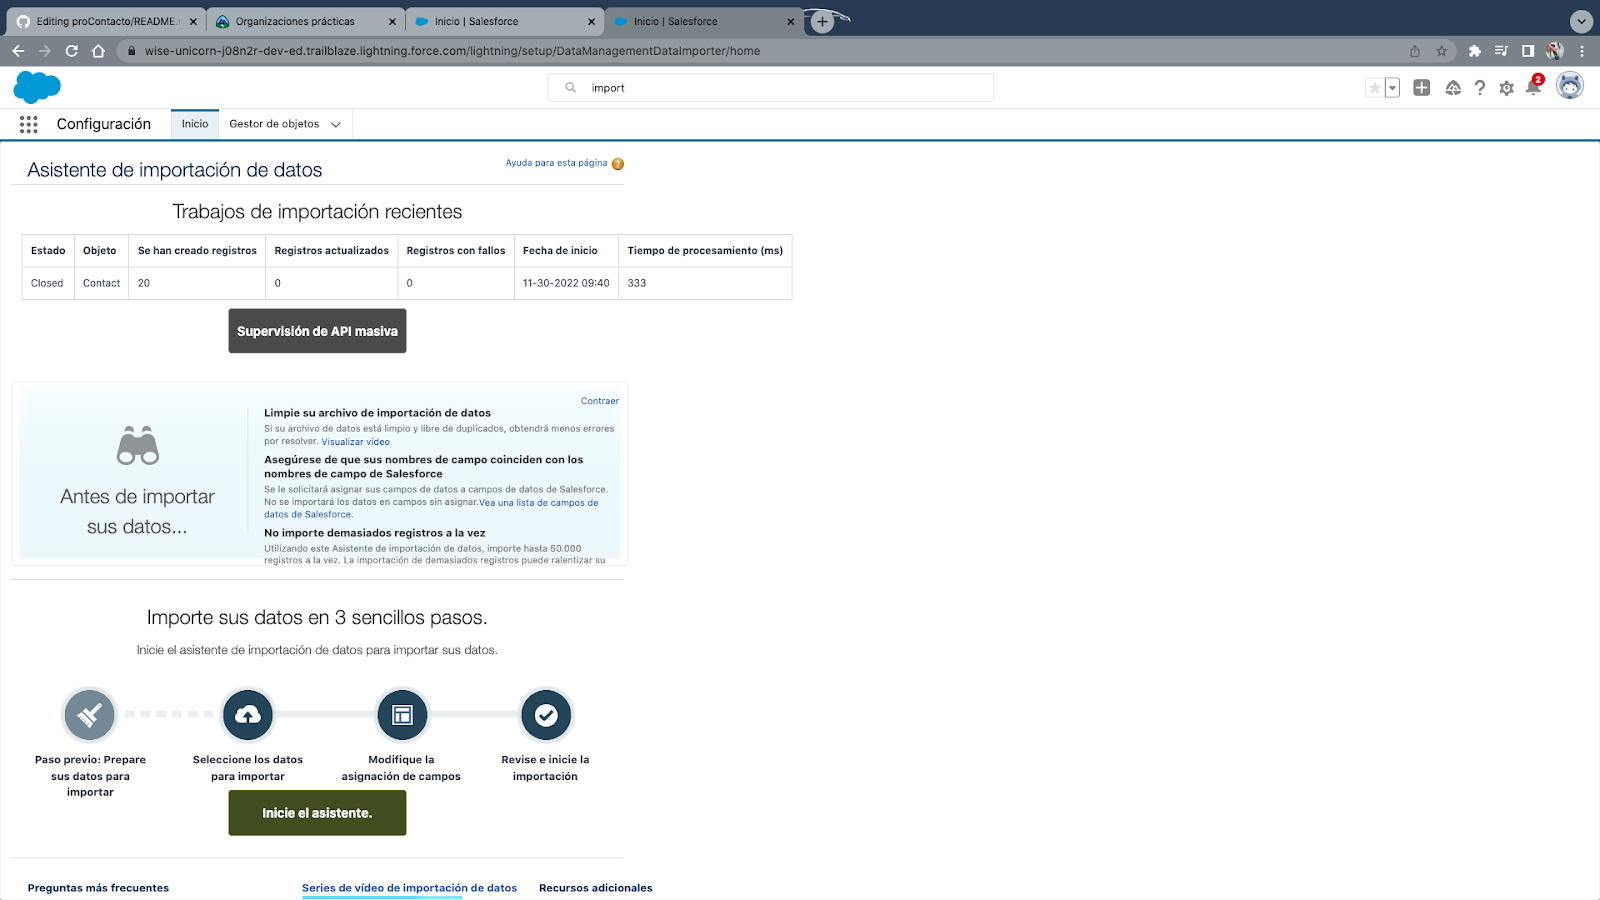 Editing proContacto/README.
Organizaciones prácticas
Inicio | Salesforce
Inicio | Salesforce
wise-unicorn-j08n2r-dev-ed.trailblaze.lightning.force.com/lightning/setup/DataManagementDataImporter/home
import
2
Configuración
Inicio
Gestor de objetos
Asistente de importación de datos
Ayuda para esta página ?
Trabajos de importación recientes
Estado Objeto Se han creado registros Registros actualizados Registros con fallos Fecha de inicio Tiempo de procesamiento (ms)
Closed Contact 20 0 0 11-30-2022 09:40 333
Supervisión de API masiva
Contraer
Antes de importar
sus datos...
Limpie su archivo de importación de datos
Si su archivo de datos está limpio y libre de duplicados, obtendrá menos errores
por resolver. Visualizar vídeo
Asegúrese de que sus nombres de campo coinciden con los
nombres de campo de Salesforce
Se le solicitará asignar sus campos de datos a campos de datos de Salesforce.
No se importará los datos en campos sin asignar.Vea una lista de campos de
datos de Salesforce.
No importe demasiados registros a la vez
Utilizando este Asistente de importación de datos, importe hasta 50.000
registros a la vez. La importación de demasiados registros puede ralentizar su
Importe sus datos en 3 sencillos pasos.
Inicie el asistente de importación de datos para importar sus datos.
Paso previo: Prepare
sus datos para
importar
Seleccione los datos
para importar
Modifique la
asignación de campos
Revise e inicie la
importación
Inicie el asistente.
Preguntas más frecuentes
Series de vídeo de importación de datos
Recursos adicionales